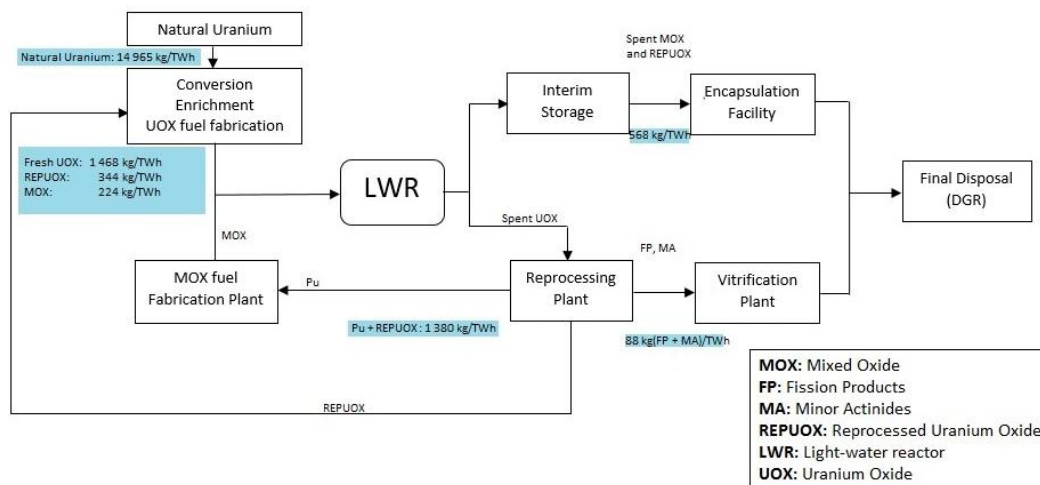 Natural Uranium
Natural Uranium: 14 965 kg/TWh
Conversion
Enrichment
UOX fuel fabrication
Fresh UOX: 1 468 kg/TWh
REPUOX: 344 kg/TWh
MOX: 224 kg/TWh
MOX
MOX fuel
Fabrication Plant
LWR
Spent MOX
and REPUOX
Interim
Storage
568 kg/TWh
Encapsulation
Facility
Final Disposal
(DGR)
Spent UOX
Reprocessing
Plant
Pu
Pu + REPUOX: 1 380 kg/TWh
FP, MA
Vitrification
Plant
88 kg(FP + MA)/TWh
REPUOX
MOX: Mixed Oxide
FP: Fission Products
MA: Minor Actinides
REPUOX: Reprocessed Uranium Oxide
LWR: Light-water reactor
UOX: Uranium Oxide